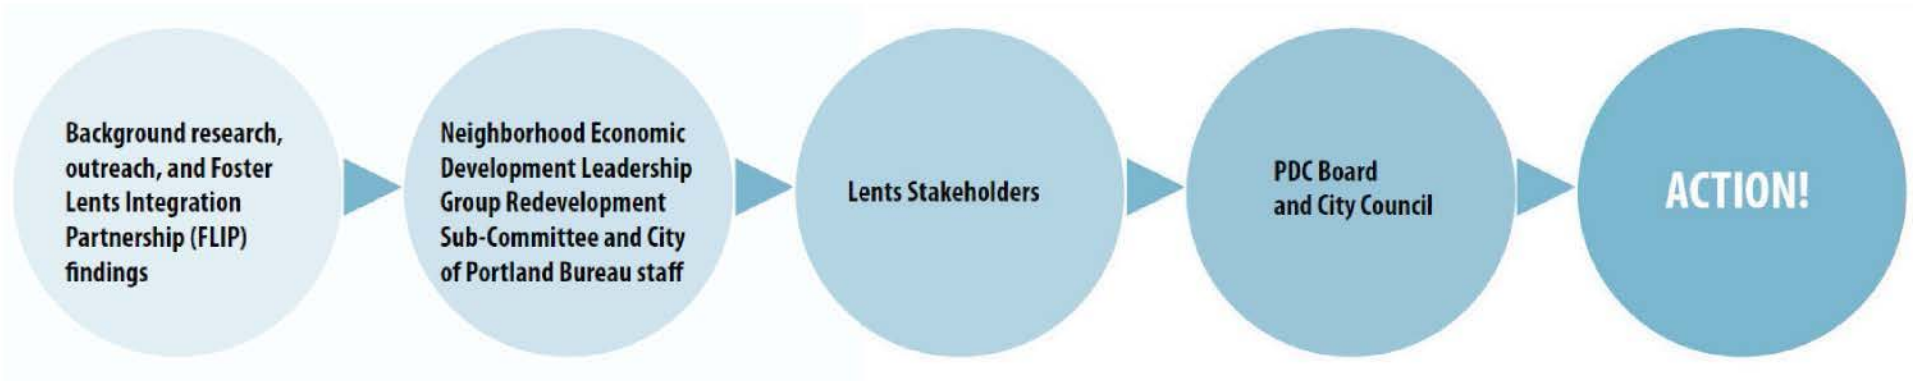 Background research,
outreach, and Foster
Lents Integration
Partnership (FLIP)
findings
Neighborhood Economic
Development Leadership
Group Redevelopment
Sub-Committee and City
of Portland Bureau staff
Lents Stakeholders
PDC Board
and City Council
ACTION!